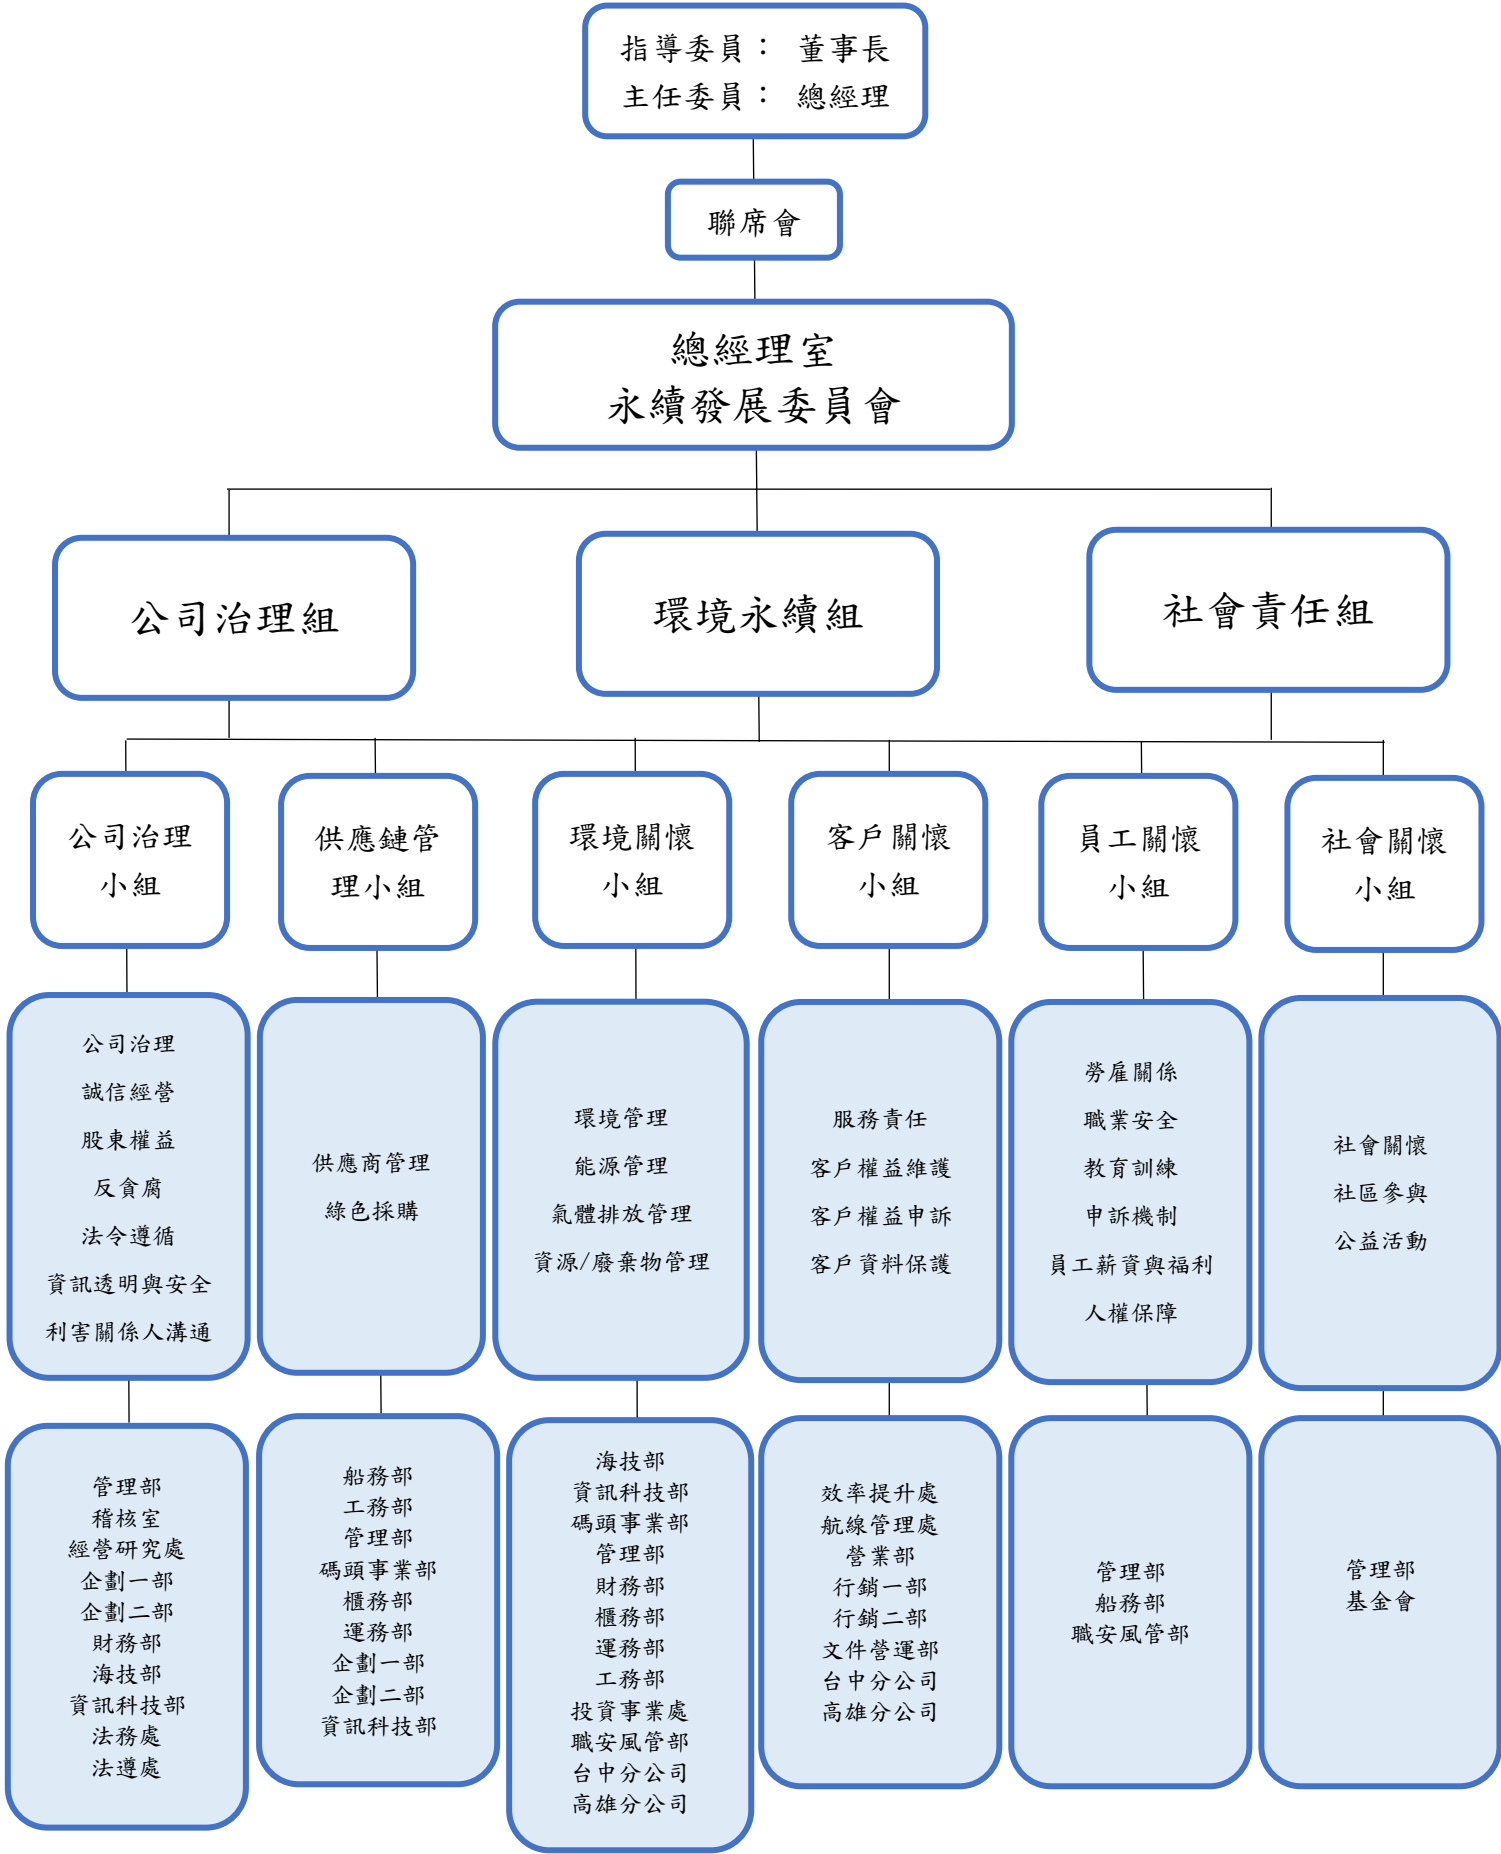 指導委員： 董事長
主任委員： 總經理
聯席會
總經理室
永續發展委員會
公司治理組
環境永續組
社會責任組
公司治理
小組
供應鏈管
理小組
環境關懷
小組
客戶關懷
小組
員工關懷
小組
社會關懷
小組
公司治理
誠信經營
股東權益
反貪腐
法令遵循
資訊透明與安全
利害關係人溝通
供應商管理
綠色採購
環境管理
能源管理
氣體排放管理
資源/廢棄物管理
服務責任
客戶權益維護
客戶權益申訴
客戶資料保護
勞雇關係
職業安全
教育訓練
申訴機制
員工薪資與福利
人權保障
社會關懷
社區參與
公益活動
管理部
稽核室
經營研究處
企劃一部
企劃二部
財務部
海技部
資訊科技部
法務處
法遵處
船務部
工務部
管理部
碼頭事業部
櫃務部
運務部
企劃一部
企劃二部
資訊科技部
海技部
資訊科技部
碼頭事業部
管理部
財務部
櫃務部
運務部
工務部
投資事業處
職安風管部
台中分公司
高雄分公司
效率提升處
航線管理處
營業部
行銷一部
行銷二部
文件營運部
台中分公司
高雄分公司
管理部
船務部
職安風管部
管理部
基金會